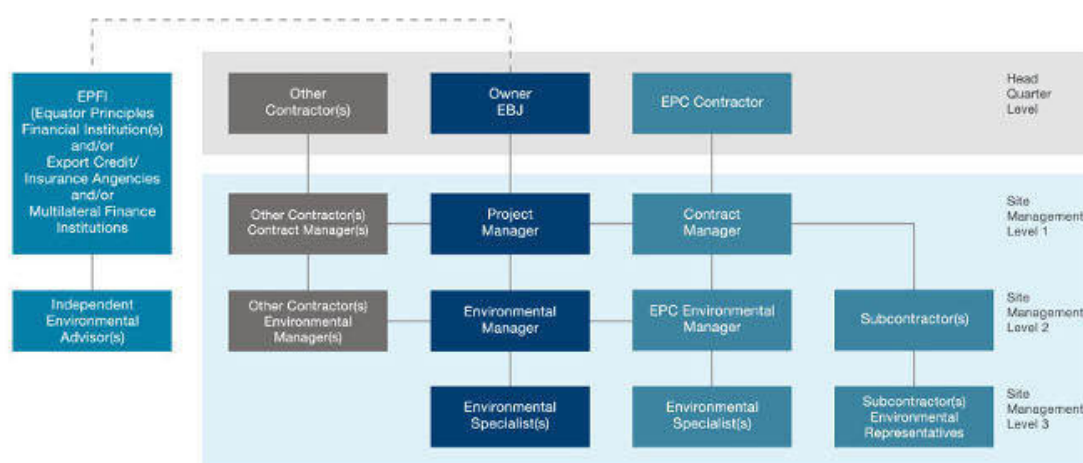 EPFI
(Equator Principles
Financial Institution(s)
and/or
Export Credit/
Insurance Angencies
and/or
Multilateral Finance
Institutions
Independent
Environmental
Advisor(s)
Other
Contractor(s)
Owner
EBJ
EPC Contractor
Head
Quarter
Level
Other Contractor(s)
Contract Manager(s)
Project
Manager
Contract
Manager
Site
Management
Level 1
Other Contractor(s)
Environmental
Manager(s)
Environmental
Manager
EPC Environmental
Manager
Subcontractor(s)
Site
Management
Level 2
Environmental
Specialist(s)
Environmental
Specialist(s)
Subcontractor(s)
Environmental
Representatives
Site
Management
Level 3